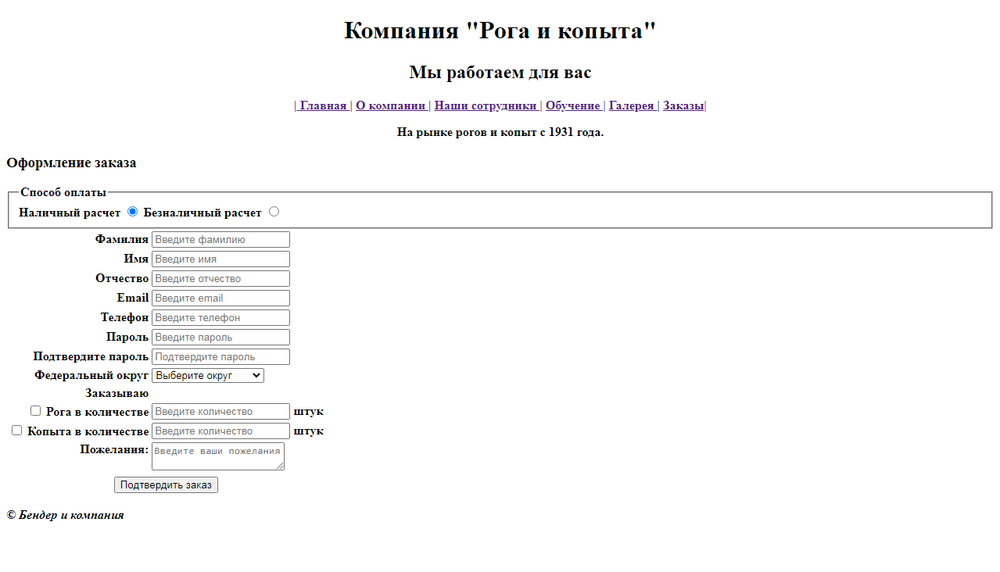 Компания "Рога и копыта"
Мы работаем для вас
| Главная | О компании | Наши сотрудники | Обучение | Галерея | Заказы|
На рынке рогов и копыт с 1931 года.
Оформление заказа
Способ оплаты
Наличный расчет Безналичный расчет
Фамилия Введите фамилию
Имя Введите имя
Отчество Введите отчество
Email Введите email
Телефон Введите телефон
Пароль Введите пароль
Подтвердите пароль Подтвердите пароль
Федеральный округ Выберите округ
Заказываю
Рога в количестве Введите количество штук
Копыта в количестве Введите количество штук
Пожелания: Введите ваши пожелания
Подтвердить заказ
© Бендер и компания